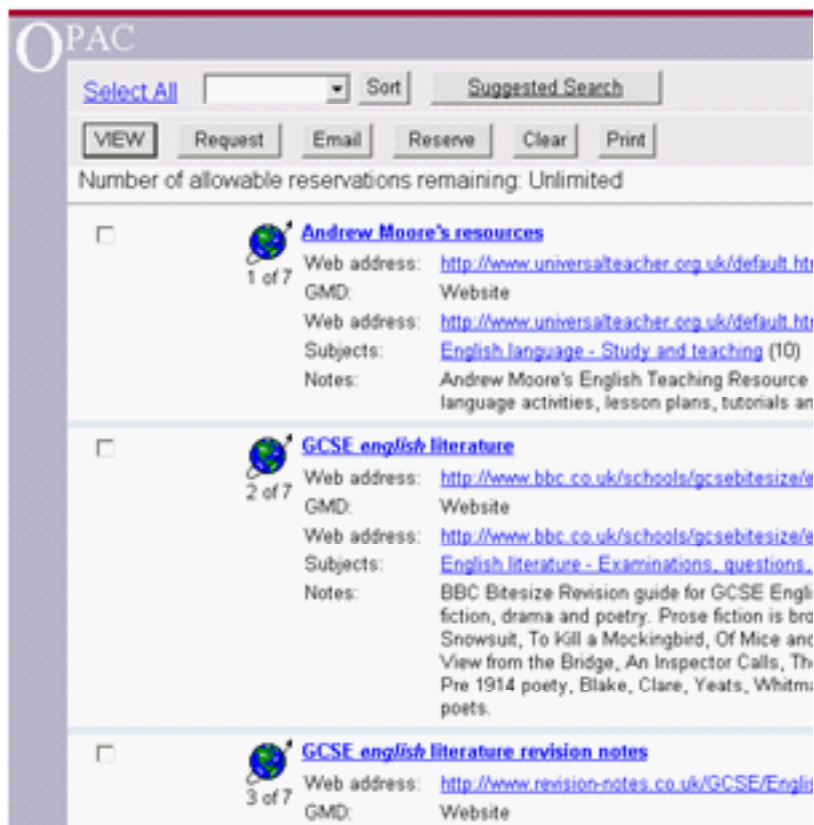 OPAC
Select All Sort Suggested Search
VIEW Request Email Reserve Clear Print
Number of allowable reservations remaining: Unlimited
Andrew Moore's resources
1 of 7
Web address: http://www.universalteacher.org.uk/default.htm
GMD: Website
Web address: http://www.universalteacher.org.uk/default.htm
Subjects: English language - Study and teaching (10)
Notes: Andrew Moore's English Teaching Resource
language activities, lesson plans, tutorials an
GCSE english literature
2 of 7
Web address: http://www.bbc.co.uk/schools/gcsebitesize/e
GMD: Website
Web address: http://www.bbc.co.uk/schools/gcsebitesize/e
Subjects: English literature - Examinations, questions,
Notes: BBC Bitesize Revision guide for GCSE Engli
fiction, drama and poetry. Prose fiction is bro
Snowsuit, To Kill a Mockingbird, Of Mice and
View from the Bridge, An Inspector Calls, The
Pre 1914 poety, Blake, Clare, Yeats, Whitma
poets.
GCSE english literature revision notes
3 of 7
Web address: http://www.revision-notes.co.uk/GCSE/Englis
GMD: Website